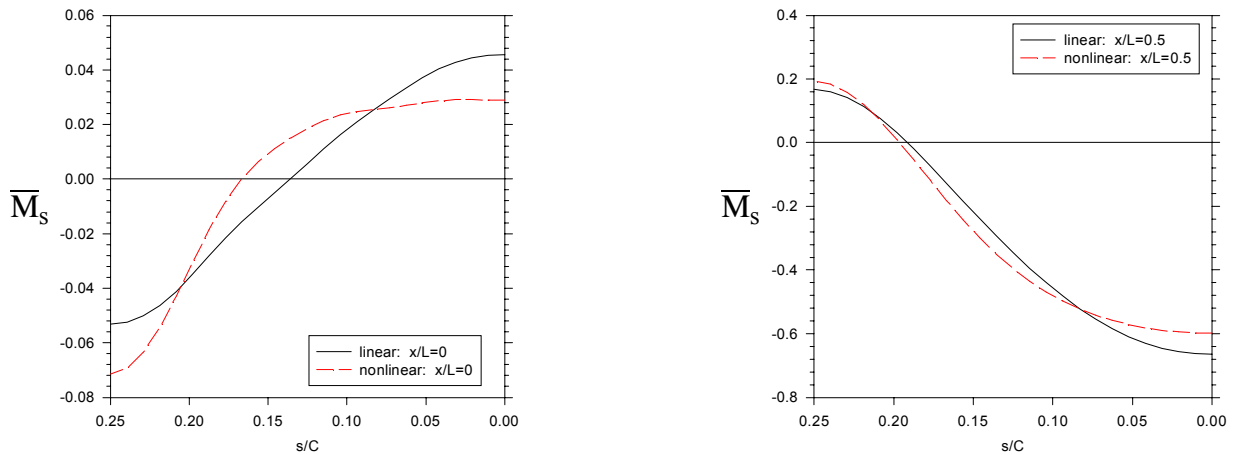 0.06
0.04
0.02
0.00
-0.02
-0.04
-0.06
-0.08
M̅s
linear: x/L=0
nonlinear: x/L=0
0.25 0.20 0.15 0.10 0.05 0.00
s/C
0.4
0.2
0.0
-0.2
-0.4
-0.6
-0.8
M̅s
linear: x/L=0.5
nonlinear: x/L=0.5
0.25 0.20 0.15 0.10 0.05 0.00
s/C